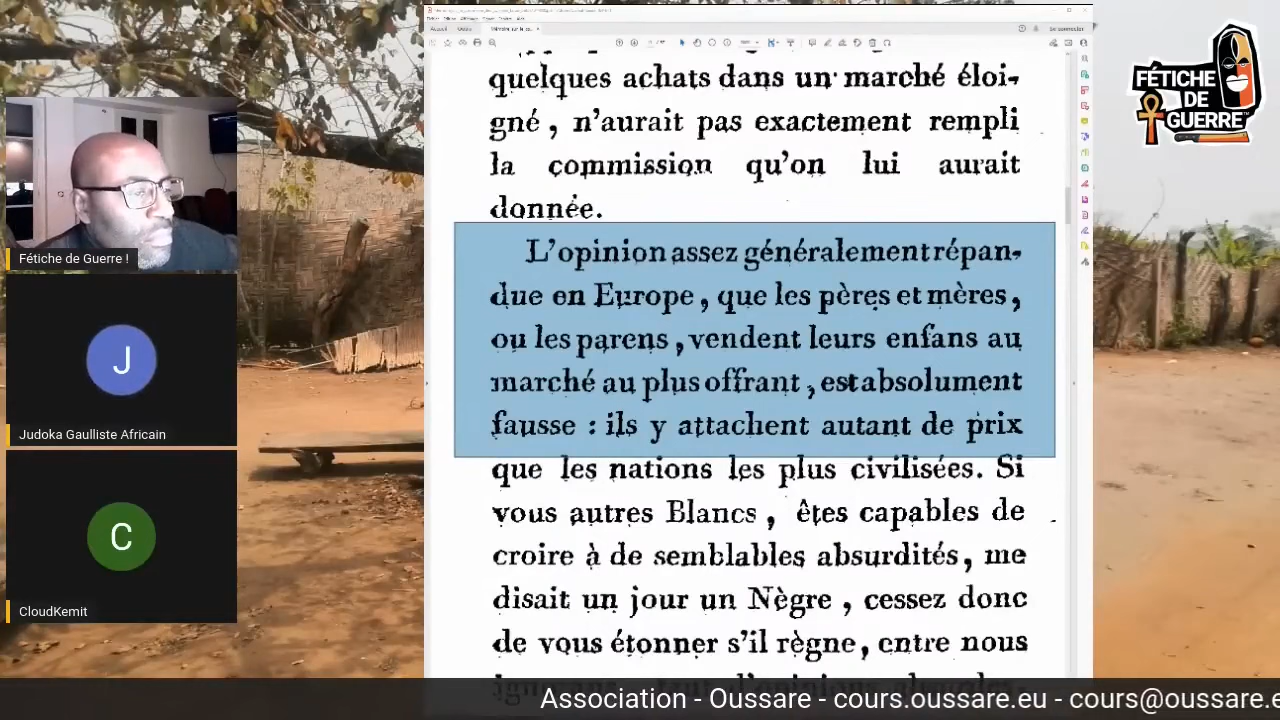 quelques achats dans un marché éloi-
gné, n'aurait pas exactement rempli
la commission qu'on lui aurait
donnée.
L'opinion assez généralement répan-
due en Europe, que les pères et mères,
ou les parens, vendent leurs enfans au
marché au plus offrant, est absolument
fausse : ils y attachent autant de prix
que les nations les plus civilisées. Si
vous autres Blancs, êtes capables de
croire à de semblables absurdités, me
disait un jour un Nègre, cessez donc
de vous étonner s'il règne, entre nous
FÉTICHE
DE
GUERRE™
Fétiche de Guerre !
J
Judoka Gaulliste Africain
C
CloudKemit
Association - Oussare - cours.oussare.eu - cours@oussare.e